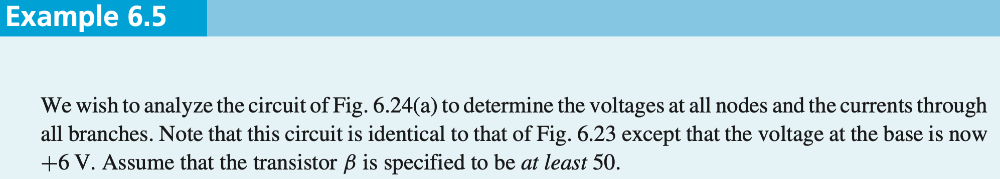 Example 6.5
We wish to analyze the circuit of Fig. 6.24(a) to determine the voltages at all nodes and the currents through
all branches. Note that this circuit is identical to that of Fig. 6.23 except that the voltage at the base is now
+6 V. Assume that the transistor β is specified to be at least 50.